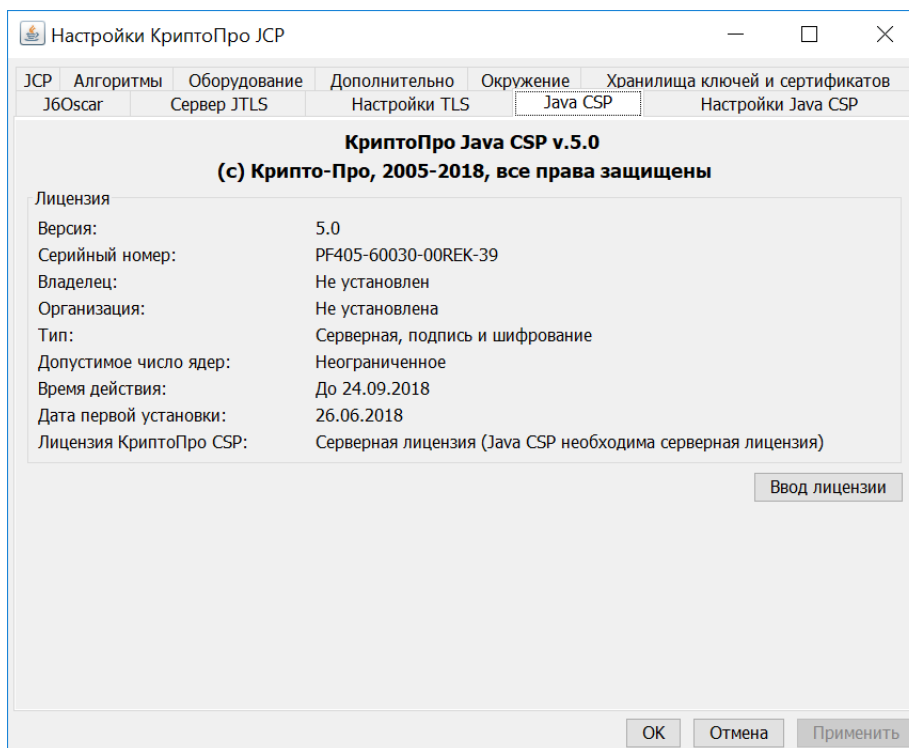 Настройки КриптоПро JCP
JCP Алгоритмы Оборудование Дополнительно Окружение Хранилища ключей и сертификатов
J6Oscar Сервер JTLS Настройки TLS Java CSP Настройки Java CSP
КриптоПро Java CSP v.5.0
(c) Крипто-Про, 2005-2018, все права защищены
Лицензия
Версия: 5.0
Серийный номер: PF405-60030-00REK-39
Владелец: Не установлен
Организация: Не установлена
Тип: Серверная, подпись и шифрование
Допустимое число ядер: Неограниченное
Время действия: До 24.09.2018
Дата первой установки: 26.06.2018
Лицензия КриптоПро CSP: Серверная лицензия (Java CSP необходима серверная лицензия)
Ввод лицензии
OK Отмена Применить